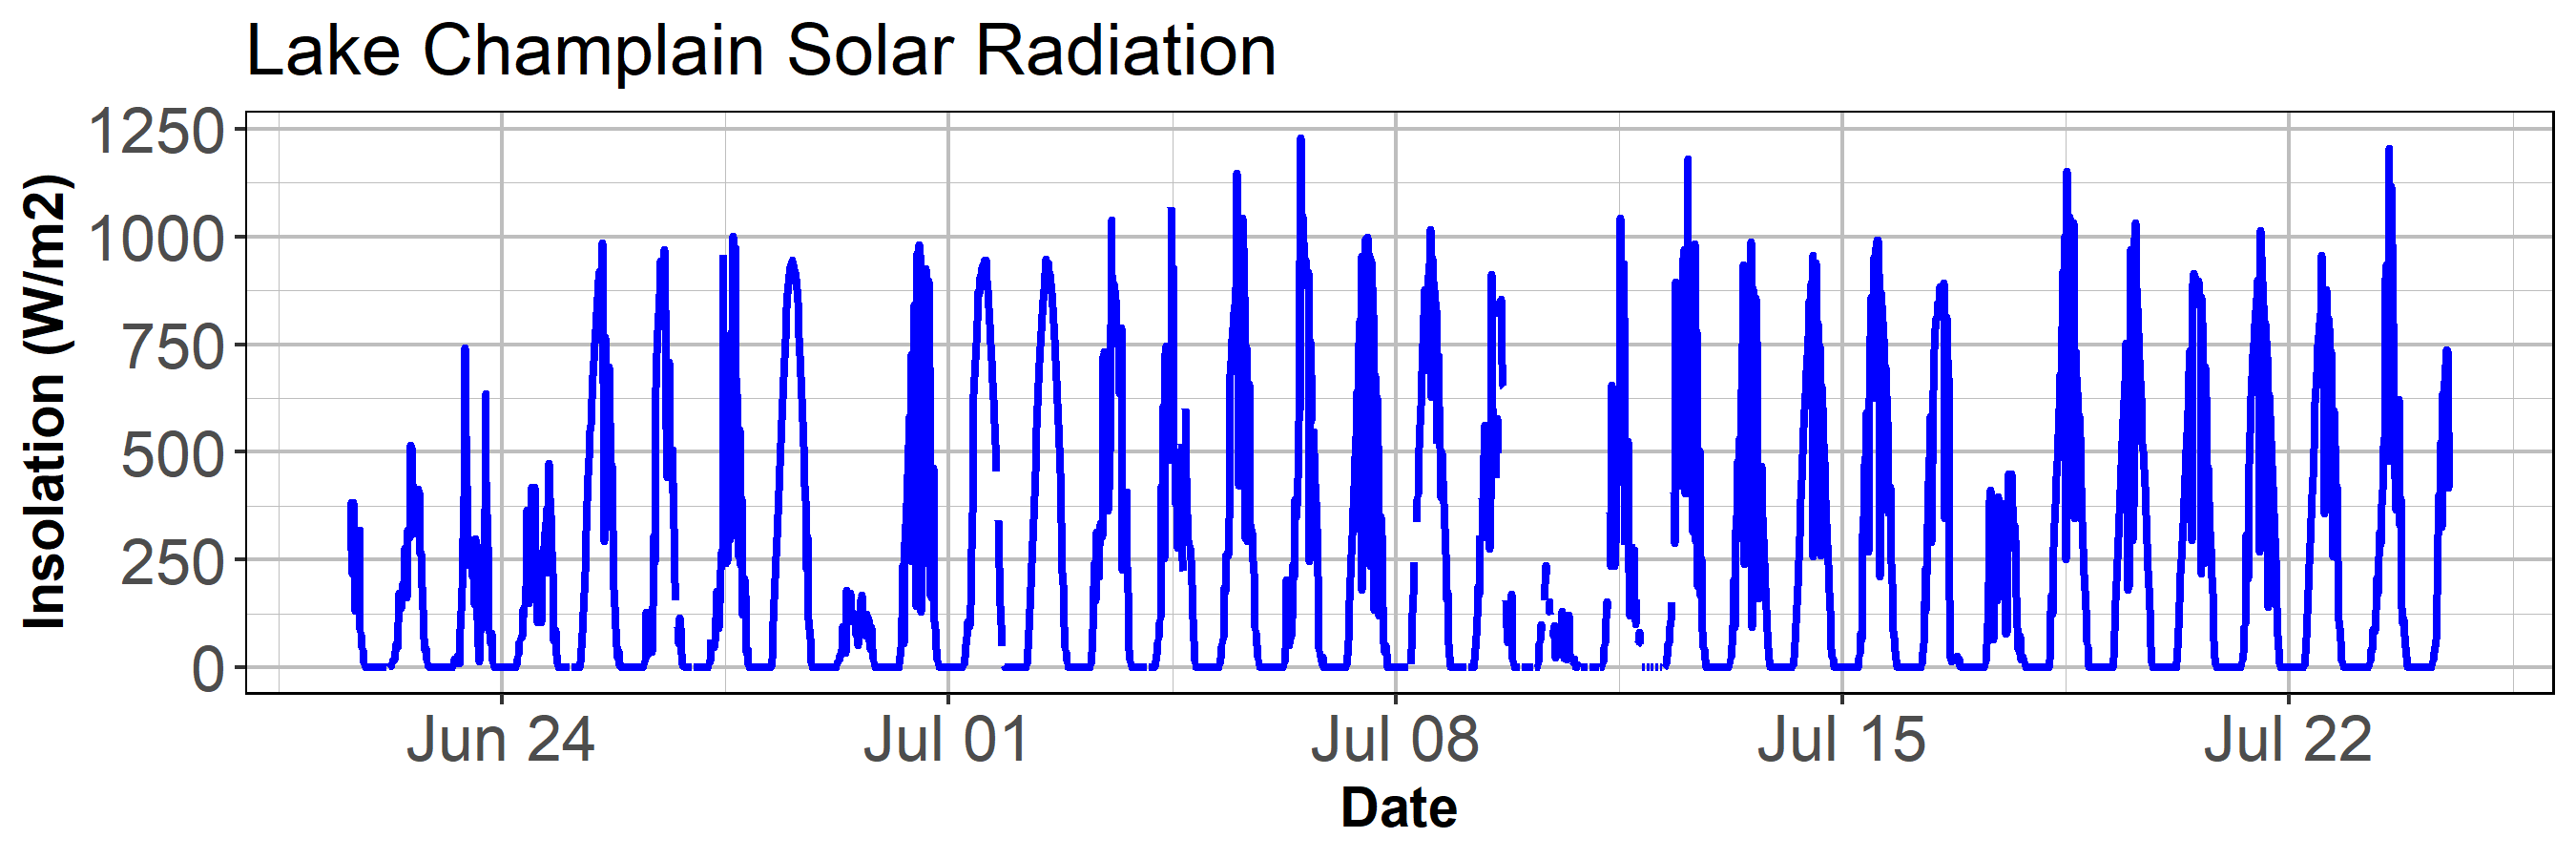 Lake Champlain Solar Radiation
Insolation (W/m2)
1250
1000
750
500
250
0
Jun 24 Jul 01 Jul 08 Jul 15 Jul 22
Date